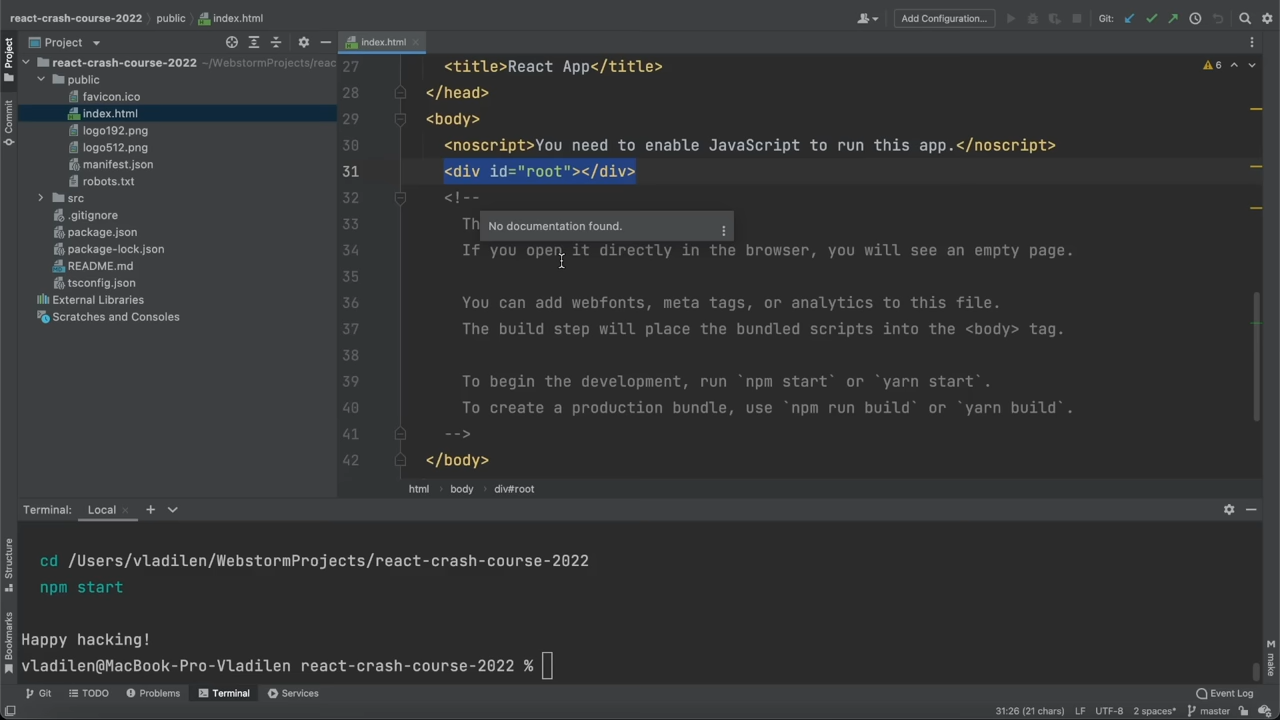 react-crash-course-2022
public
index.html
Add Configuration...
Git:
Project
index.html
react-crash-course-2022 ~/WebstormProjects/reac
public
favicon.ico
index.html
logo192.png
logo512.png
manifest.json
robots.txt
src
.gitignore
package.json
package-lock.json
README.md
tsconfig.json
External Libraries
Scratches and Consoles
Project
Commit
Structure
Bookmarks
6
27 <title>React App</title>
28 </head>
29 <body>
30 <noscript>You need to enable JavaScript to run this app.</noscript>
31 <div id="root"></div>
32 <!--
33 Th
No documentation found.
34 If you open it directly in the browser, you will see an empty page.
35
36 You can add webfonts, meta tags, or analytics to this file.
37 The build step will place the bundled scripts into the <body> tag.
38
39 To begin the development, run `npm start` or `yarn start`.
40 To create a production bundle, use `npm run build` or `yarn build`.
41 -->
42 </body>
html
body
div#root
Terminal:
Local
cd /Users/vladilen/WebstormProjects/react-crash-course-2022
npm start
Happy hacking!
vladilen@MacBook-Pro-Vladilen react-crash-course-2022 %
M make
Git
TODO
Problems
Terminal
Services
Event Log
31:26 (21 chars)
LF
UTF-8
2 spaces*
master